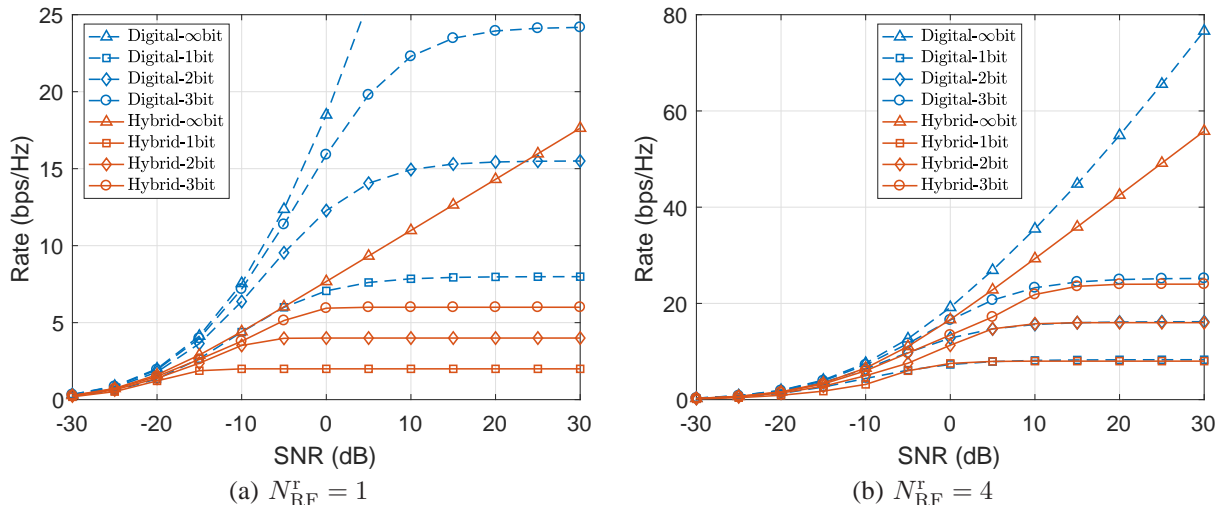 25
20
15
10
5
0
Rate (bps/Hz)
Digital-∞bit
Digital-1bit
Digital-2bit
Digital-3bit
Hybrid-∞bit
Hybrid-1bit
Hybrid-2bit
Hybrid-3bit
-30 -20 -10 0 10 20 30
SNR (dB)
(a) N^r_RF = 1
80
60
40
20
0
Rate (bps/Hz)
Digital-∞bit
Digital-1bit
Digital-2bit
Digital-3bit
Hybrid-∞bit
Hybrid-1bit
Hybrid-2bit
Hybrid-3bit
-30 -20 -10 0 10 20 30
SNR (dB)
(b) N^r_RF = 4